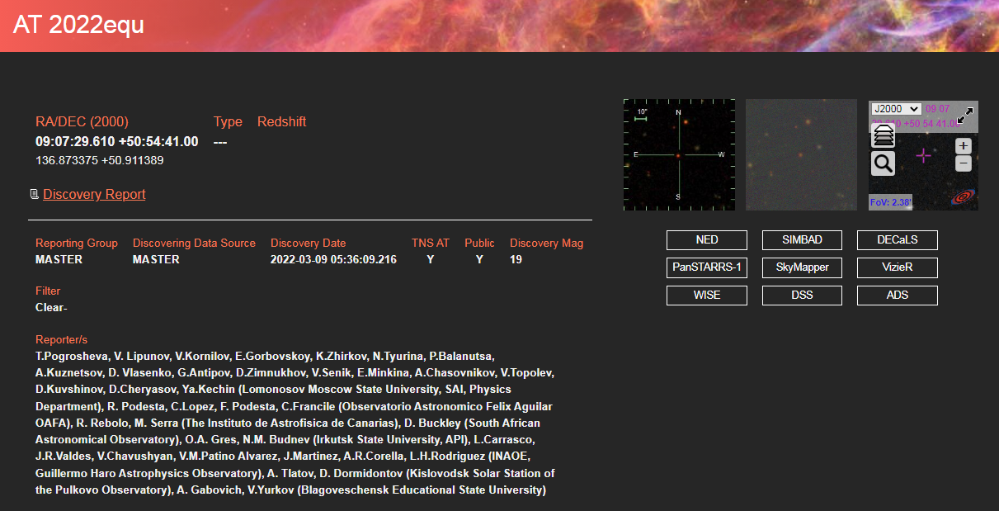 AT 2022equ
RA/DEC (2000) Type Redshift
09:07:29.610 +50:54:41.00 ---
136.873375 +50.911389
Discovery Report
10"
N
E
W
S
J2000 09:07
29.610 +50 54 41.00
+
−
FoV: 2.38'
NED SIMBAD DECaLS
PanSTARRS-1 SkyMapper VizieR
WISE DSS ADS
Reporting Group Discovering Data Source Discovery Date TNS AT Public Discovery Mag
MASTER MASTER 2022-03-09 05:36:09.216 Y Y 19
Filter
Clear-
Reporter/s
T.Pogrosheva, V. Lipunov, V.Kornilov, E.Gorbovskoy, K.Zhirkov, N.Tyurina, P.Balanutsa,
A.Kuznetsov, D. Vlasenko, G.Antipov, D.Zimnukhov, V.Senik, E.Minkina, A.Chasovnikov, V.Topolev,
D.Kuvshinov, D.Cheryasov, Ya.Kechin (Lomonosov Moscow State University, SAI, Physics
Department), R. Podesta, C.Lopez, F. Podesta, C.Francile (Observatorio Astronomico Felix Aguilar
OAFA), R. Rebolo, M. Serra (The Instituto de Astrofisica de Canarias), D. Buckley (South African
Astronomical Observatory), O.A. Gres, N.M. Budnev (Irkutsk State University, API), L.Carrasco,
J.R.Valdes, V.Chavushyan, V.M.Patino Alvarez, J.Martinez, A.R.Corella, L.H.Rodriguez (INAOE,
Guillermo Haro Astrophysics Observatory), A. Tlatov, D. Dormidontov (Kislovodsk Solar Station of
the Pulkovo Observatory), A. Gabovich, V.Yurkov (Blagoveschensk Educational State University)